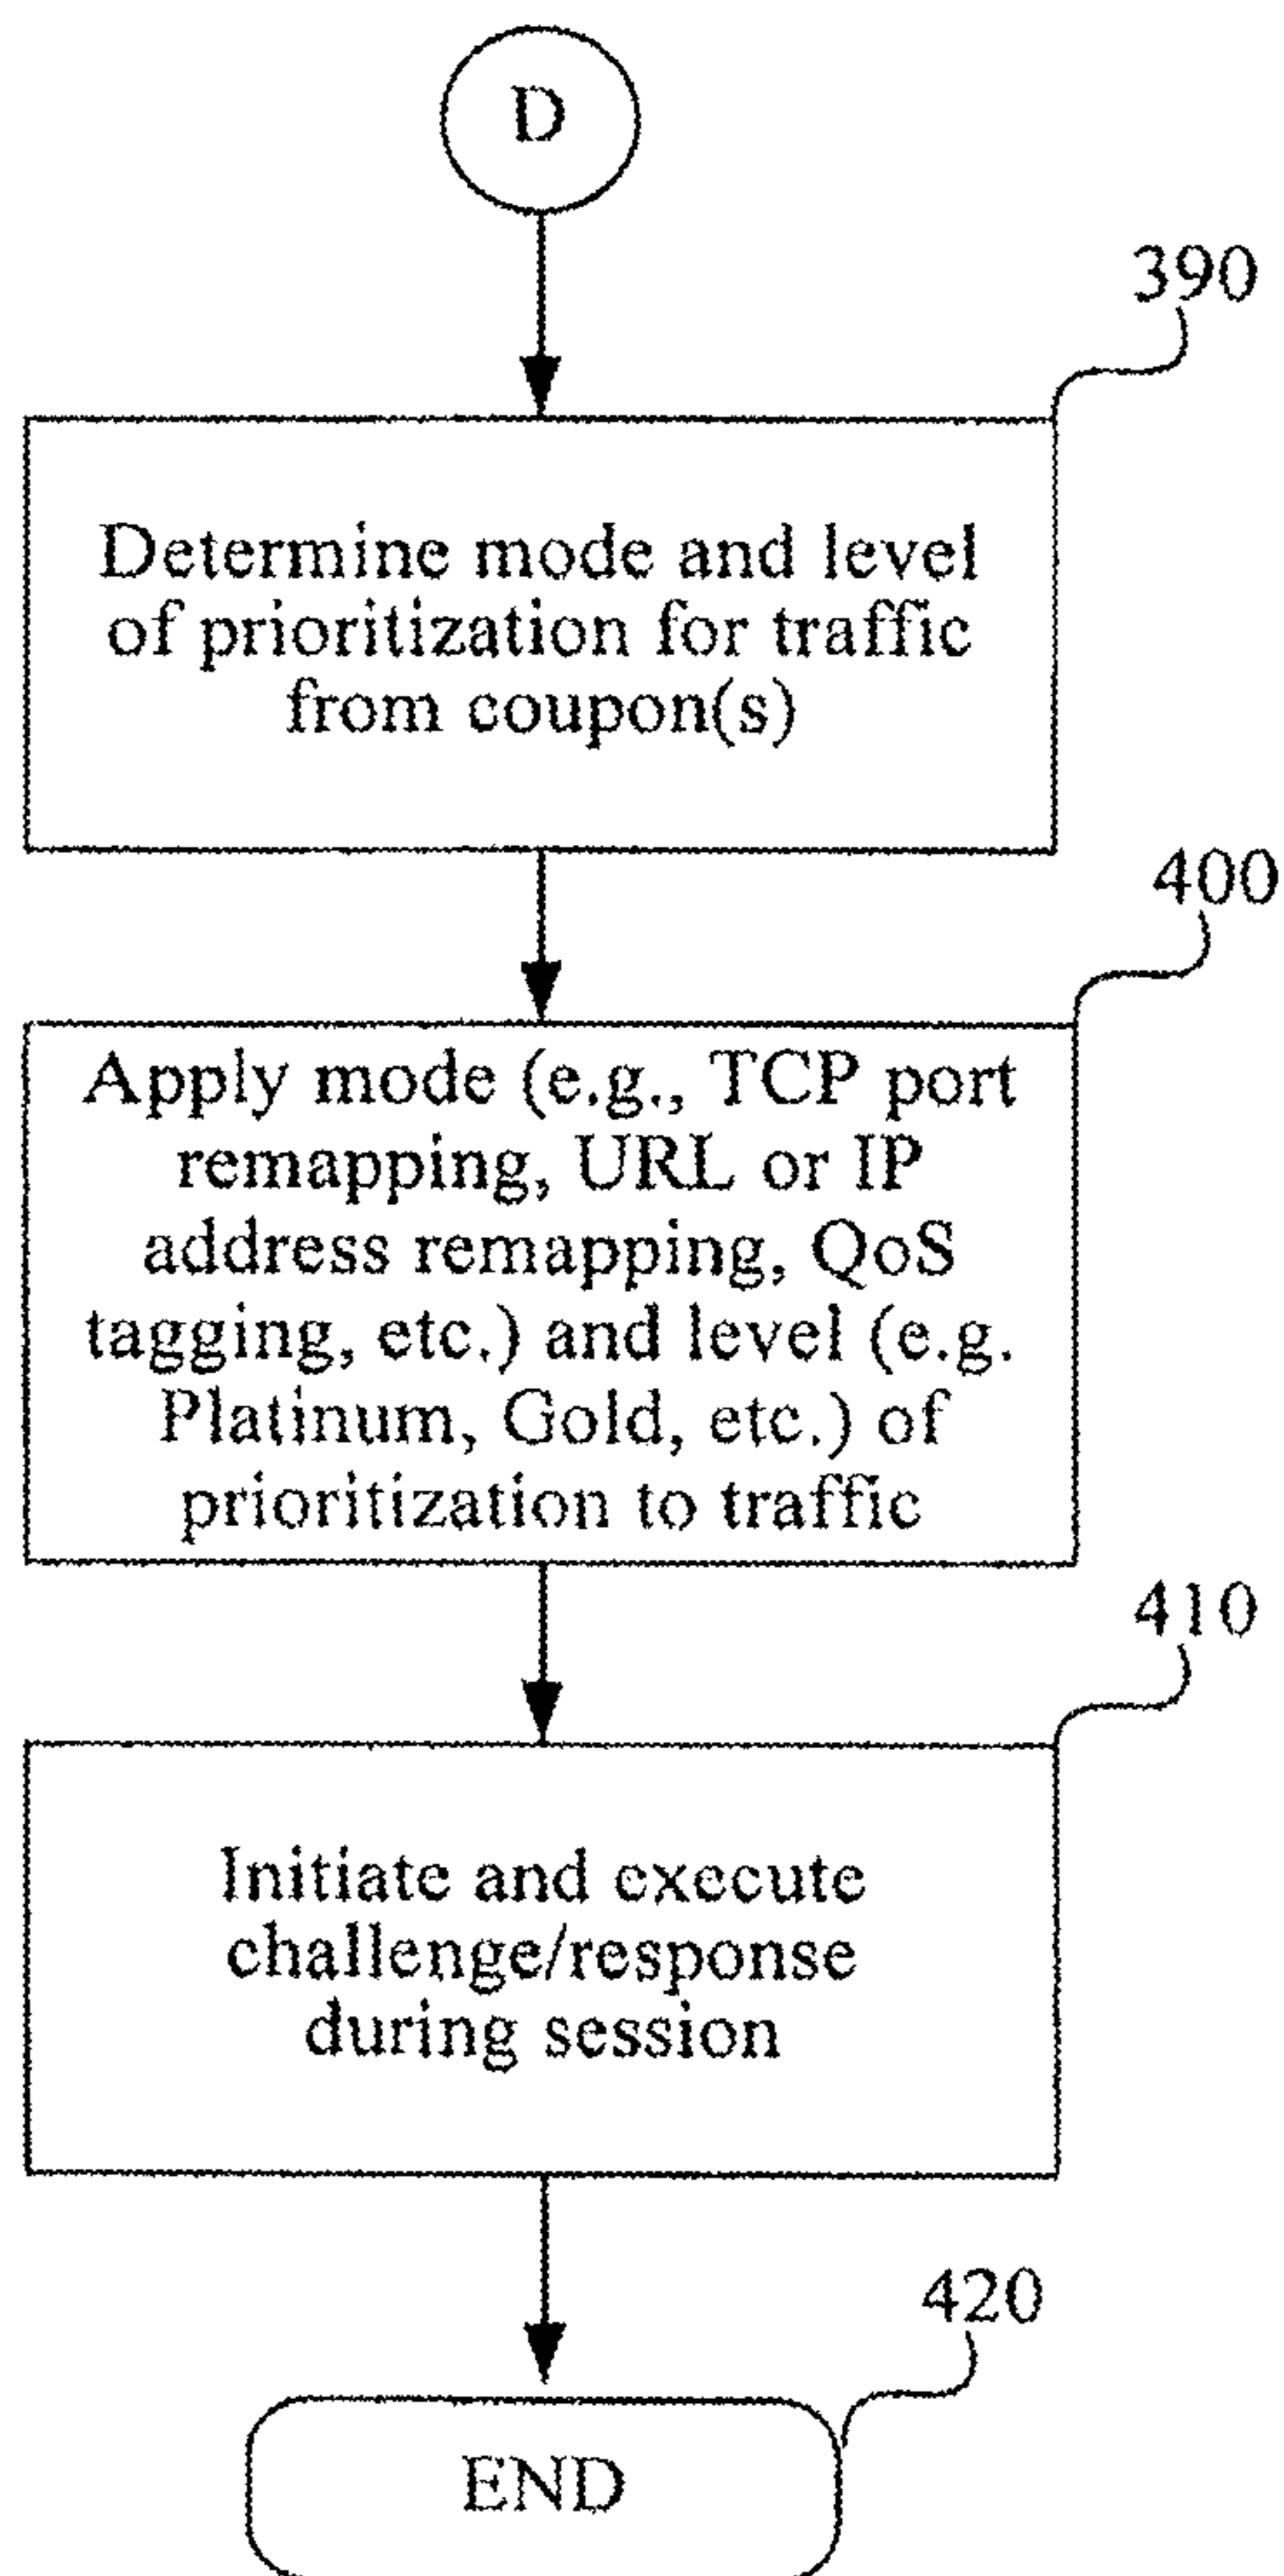 D
390
Determine mode and level
of prioritization for traffic
from coupon(s)
400
Apply mode (e.g., TCP port
remapping, URL or IP
address remapping, QoS
tagging, etc.) and level (e.g.
Platinum, Gold, etc.) of
prioritization to traffic
410
Initiate and execute
challenge/response
during session
420
END